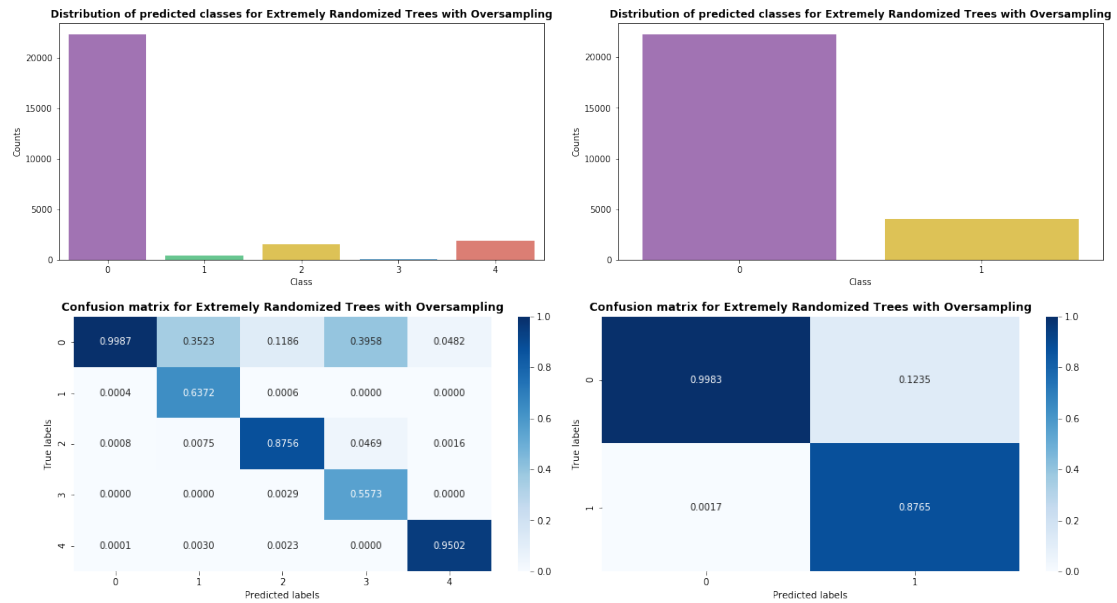 Distribution of predicted classes for Extremely Randomized Trees with Oversampling
20000
15000
10000
5000
0
Counts
0 1 2 3 4
Class
Distribution of predicted classes for Extremely Randomized Trees with Oversampling
20000
15000
10000
5000
0
Counts
0 1
Class
Confusion matrix for Extremely Randomized Trees with Oversampling
True labels
0 0.9987 0.3523 0.1186 0.3958 0.0482
1 0.0004 0.6372 0.0006 0.0000 0.0000
2 0.0008 0.0075 0.8756 0.0469 0.0016
3 0.0000 0.0000 0.0029 0.5573 0.0000
4 0.0001 0.0030 0.0023 0.0000 0.9502
0 1 2 3 4
Predicted labels
1.0
0.8
0.6
0.4
0.2
0.0
Confusion matrix for Extremely Randomized Trees with Oversampling
True labels
0 0.9983 0.1235
1 0.0017 0.8765
0 1
Predicted labels
1.0
0.8
0.6
0.4
0.2
0.0